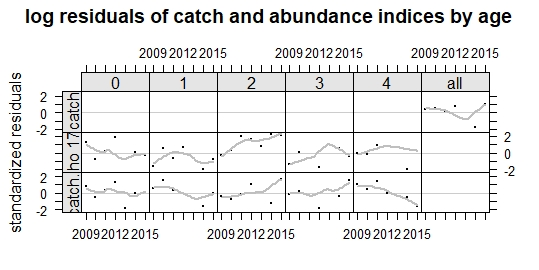 log residuals of catch and abundance indices by age
2009 2012 2015 2009 2012 2015 2009 2012 2015
0 1 2 3 4 all
standardized residuals
2
0
-2
catch
2
0
-2
2
0
-2
catch
2009 2012 2015 2009 2012 2015 2009 2012 2015